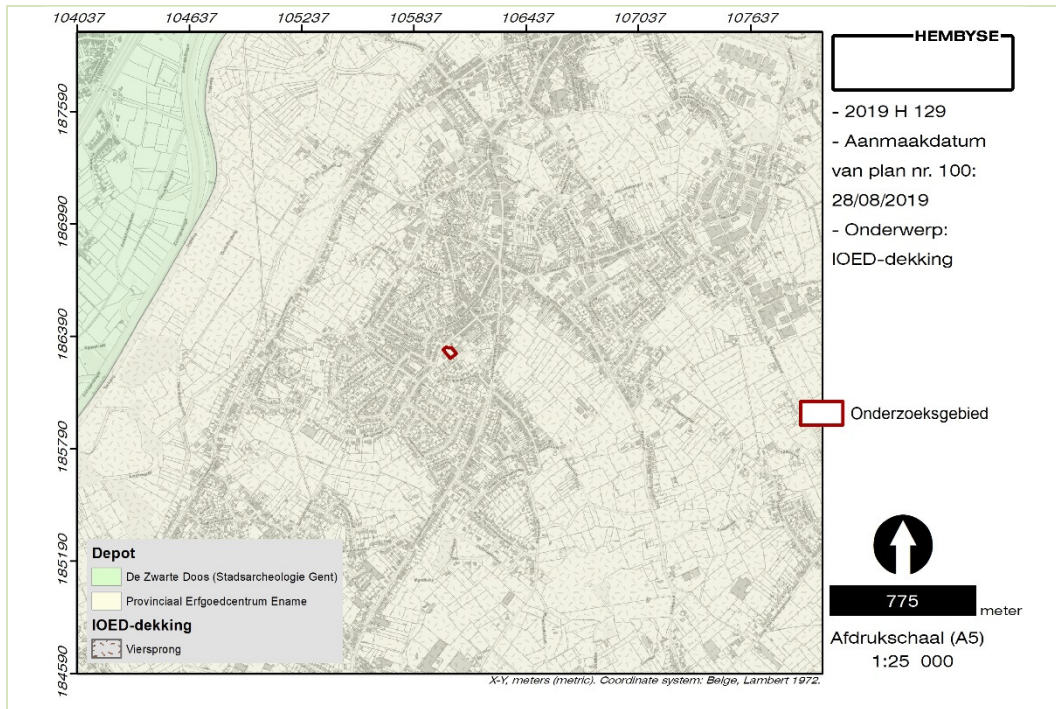 104037 104637 105237 105837 106437 107037 107637
187590
186990
186390
185790
185190
184590
HEMBYSE
- 2019 H 129
- Aanmaakdatum
van plan nr. 100:
28/08/2019
- Onderwerp:
IOED-dekking
Onderzoeksgebied
775 meter
Afdrukschaal (A5)
1:25 000
Depot
De Zwarte Doos (Stadsarcheologie Gent)
Provinciaal Erfgoedcentrum Ename
IOED-dekking
Viersprong
X-Y, meters (metric). Coordinate system: Belge, Lambert 1972.